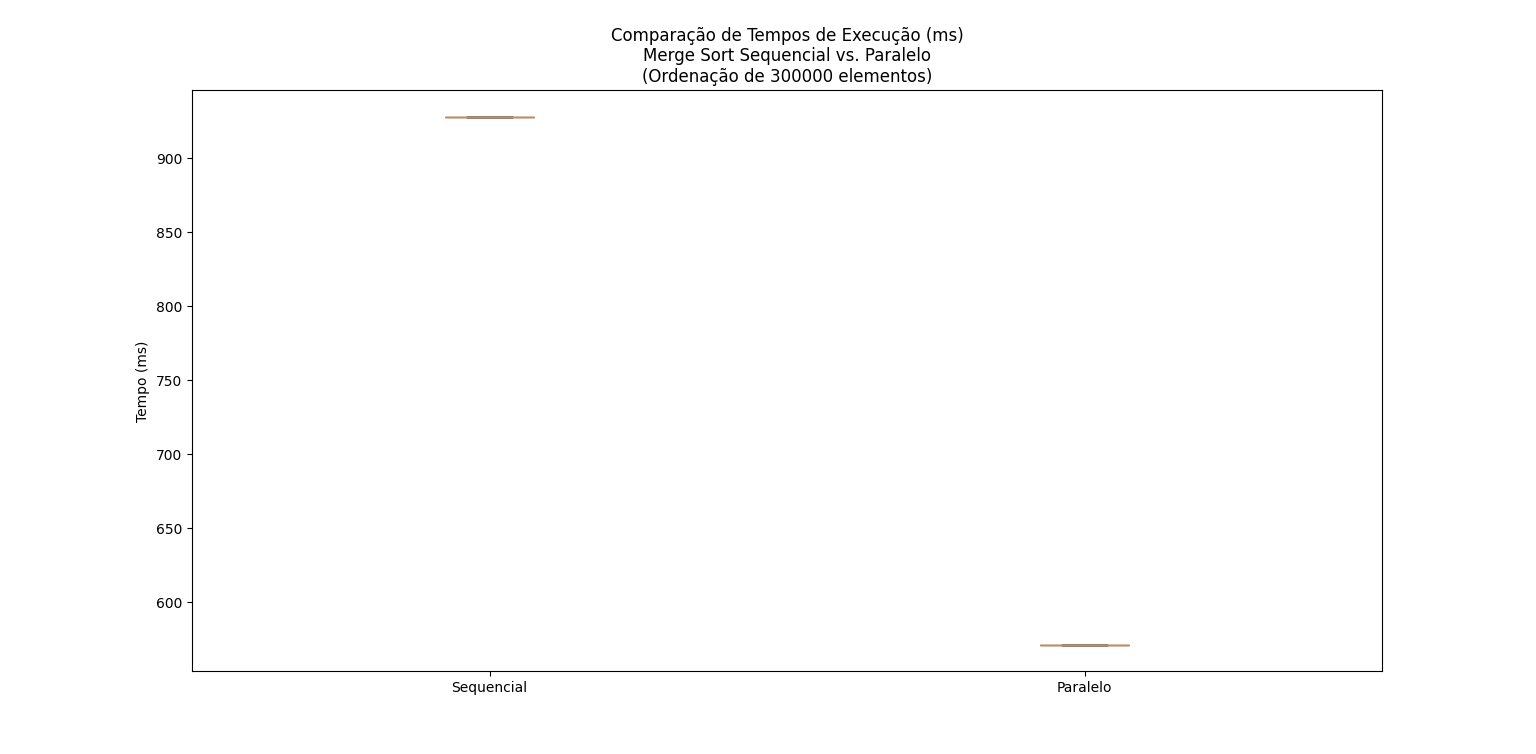 Comparação de Tempos de Execução (ms)
Merge Sort Sequencial vs. Paralelo
(Ordenação de 300000 elementos)
900
850
800
750
700
650
600
Tempo (ms)
Sequencial
Paralelo